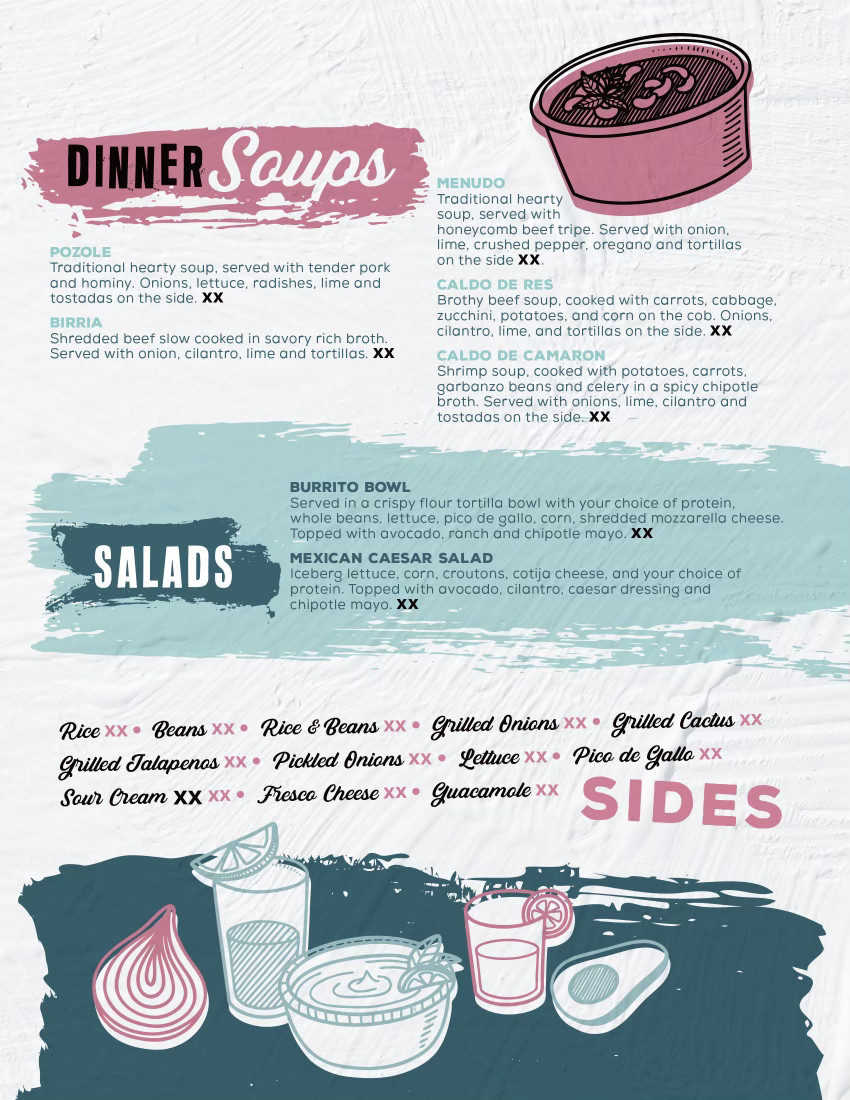 DINNER Soups
POZOLE
Traditional hearty soup, served with tender pork
and hominy. Onions, lettuce, radishes, lime and
tostadas on the side. XX
BIRRIA
Shredded beef slow cooked in savory rich broth.
Served with onion, cilantro, lime and tortillas. XX
MENUDO
Traditional hearty
soup, served with
honeycomb beef tripe. Served with onion,
lime, crushed pepper, oregano and tortillas
on the side XX.
CALDO DE RES
Brothy beef soup, cooked with carrots, cabbage,
zucchini, potatoes, and corn on the cob. Onions,
cilantro, lime, and tortillas on the side. XX
CALDO DE CAMARON
Shrimp soup, cooked with potatoes, carrots,
garbanzo beans and celery in a spicy chipotle
broth. Served with onions, lime, cilantro and
tostadas on the side. XX
SALADS
BURRITO BOWL
Served in a crispy flour tortilla bowl with your choice of protein,
whole beans, lettuce, pico de gallo, corn, shredded mozzarella cheese.
Topped with avocado, ranch and chipotle mayo. XX
MEXICAN CAESAR SALAD
Iceberg lettuce, corn, croutons, cotija cheese, and your choice of
protein. Topped with avocado, cilantro, caesar dressing and
chipotle mayo. XX
Rice XX • Beans XX • Rice & Beans XX • Grilled Onions XX • Grilled Cactus XX
Grilled Jalapenos XX • Pickled Onions XX • Lettuce XX • Pico de Gallo XX
Sour Cream XX XX • Fresco Cheese XX • Guacamole XX
SIDES